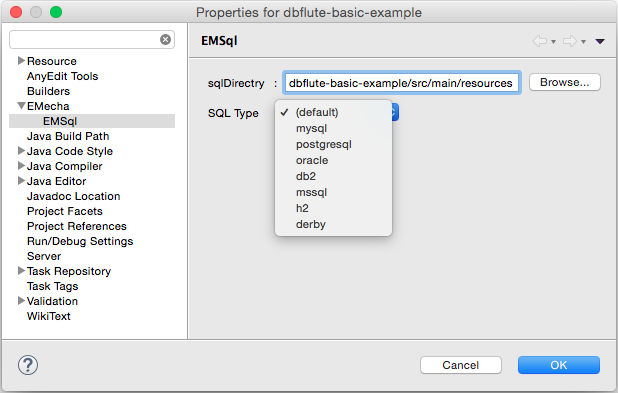 Properties for dbflute-basic-example
Resource
AnyEdit Tools
Builders
EMecha
EMSql
Java Build Path
Java Code Style
Java Compiler
Java Editor
Javadoc Location
Project Facets
Project References
Run/Debug Settings
Server
Task Repository
Task Tags
Validation
WikiText
EMSql
sqlDirectry : dbflute-basic-example/src/main/resources Browse...
SQL Type ✓ (default)
mysql
postgresql
oracle
db2
mssql
h2
derby
? Cancel OK